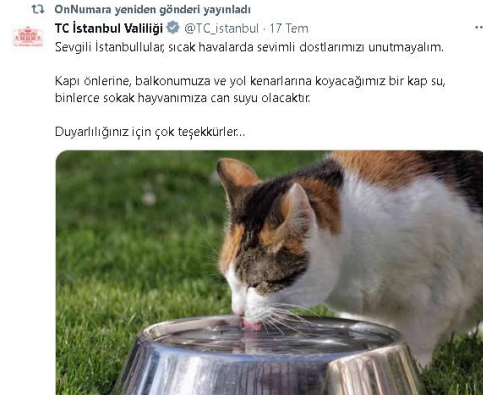 OnNumara yeniden gönderi yayınladı
TC İstanbul Valiliği @TC_istanbul · 17 Tem
Sevgili İstanbullular, sıcak havalarda sevimli dostlarımızı unutmayalım.
Kapı önlerine, balkonumuza ve yol kenarlarına koyacağımız bir kap su,
binlerce sokak hayvanımıza can suyu olacaktır.
Duyarlılığınız için çok teşekkürler...